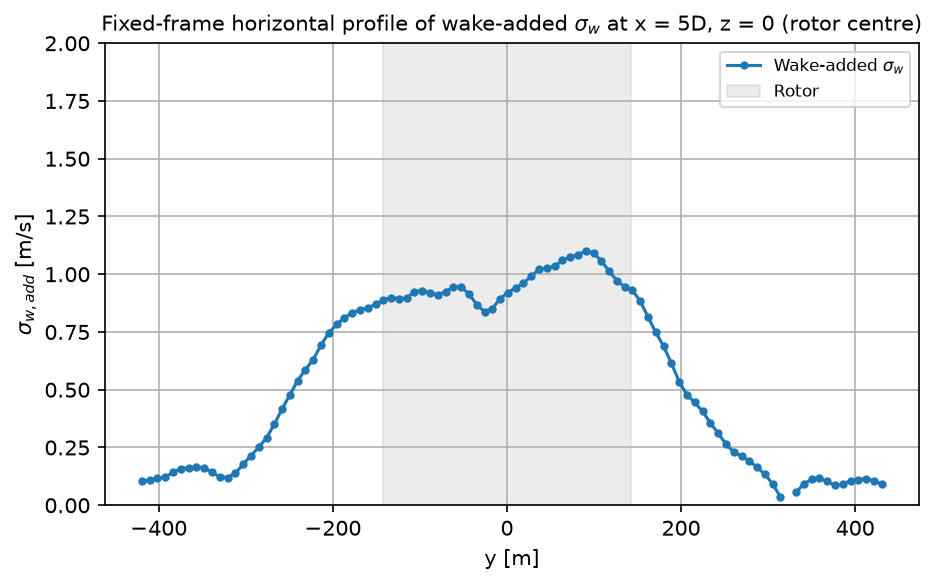 Fixed-frame horizontal profile of wake-added σ_w at x = 5D, z = 0 (rotor centre)
2.00
1.75
1.50
1.25
1.00
0.75
0.50
0.25
0.00
σ_{w, add} [m/s]
Wake-added σ_w
Rotor
−400
−200
0
200
400
y [m]